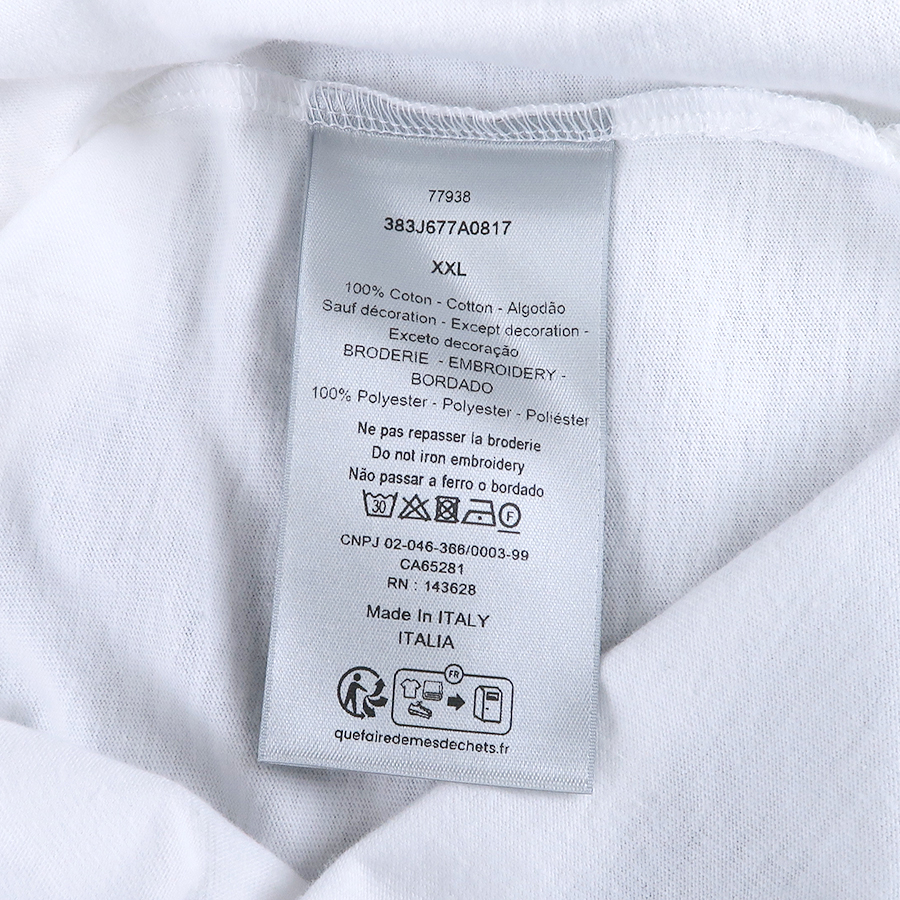 77938
383J677A0817
XXL
100% Coton - Cotton - Algodão
Sauf décoration - Except decoration -
Exceto decoração
BRODERIE - EMBROIDERY -
BORDADO
100% Polyester - Polyester - Poliéster
Ne pas repasser la broderie
Do not iron embroidery
Não passar a ferro o bordado
30 F
CNPJ 02-046-366/0003-99
CA65281
RN : 143628
Made In ITALY
ITALIA
FR
quefairedemesdechets.fr